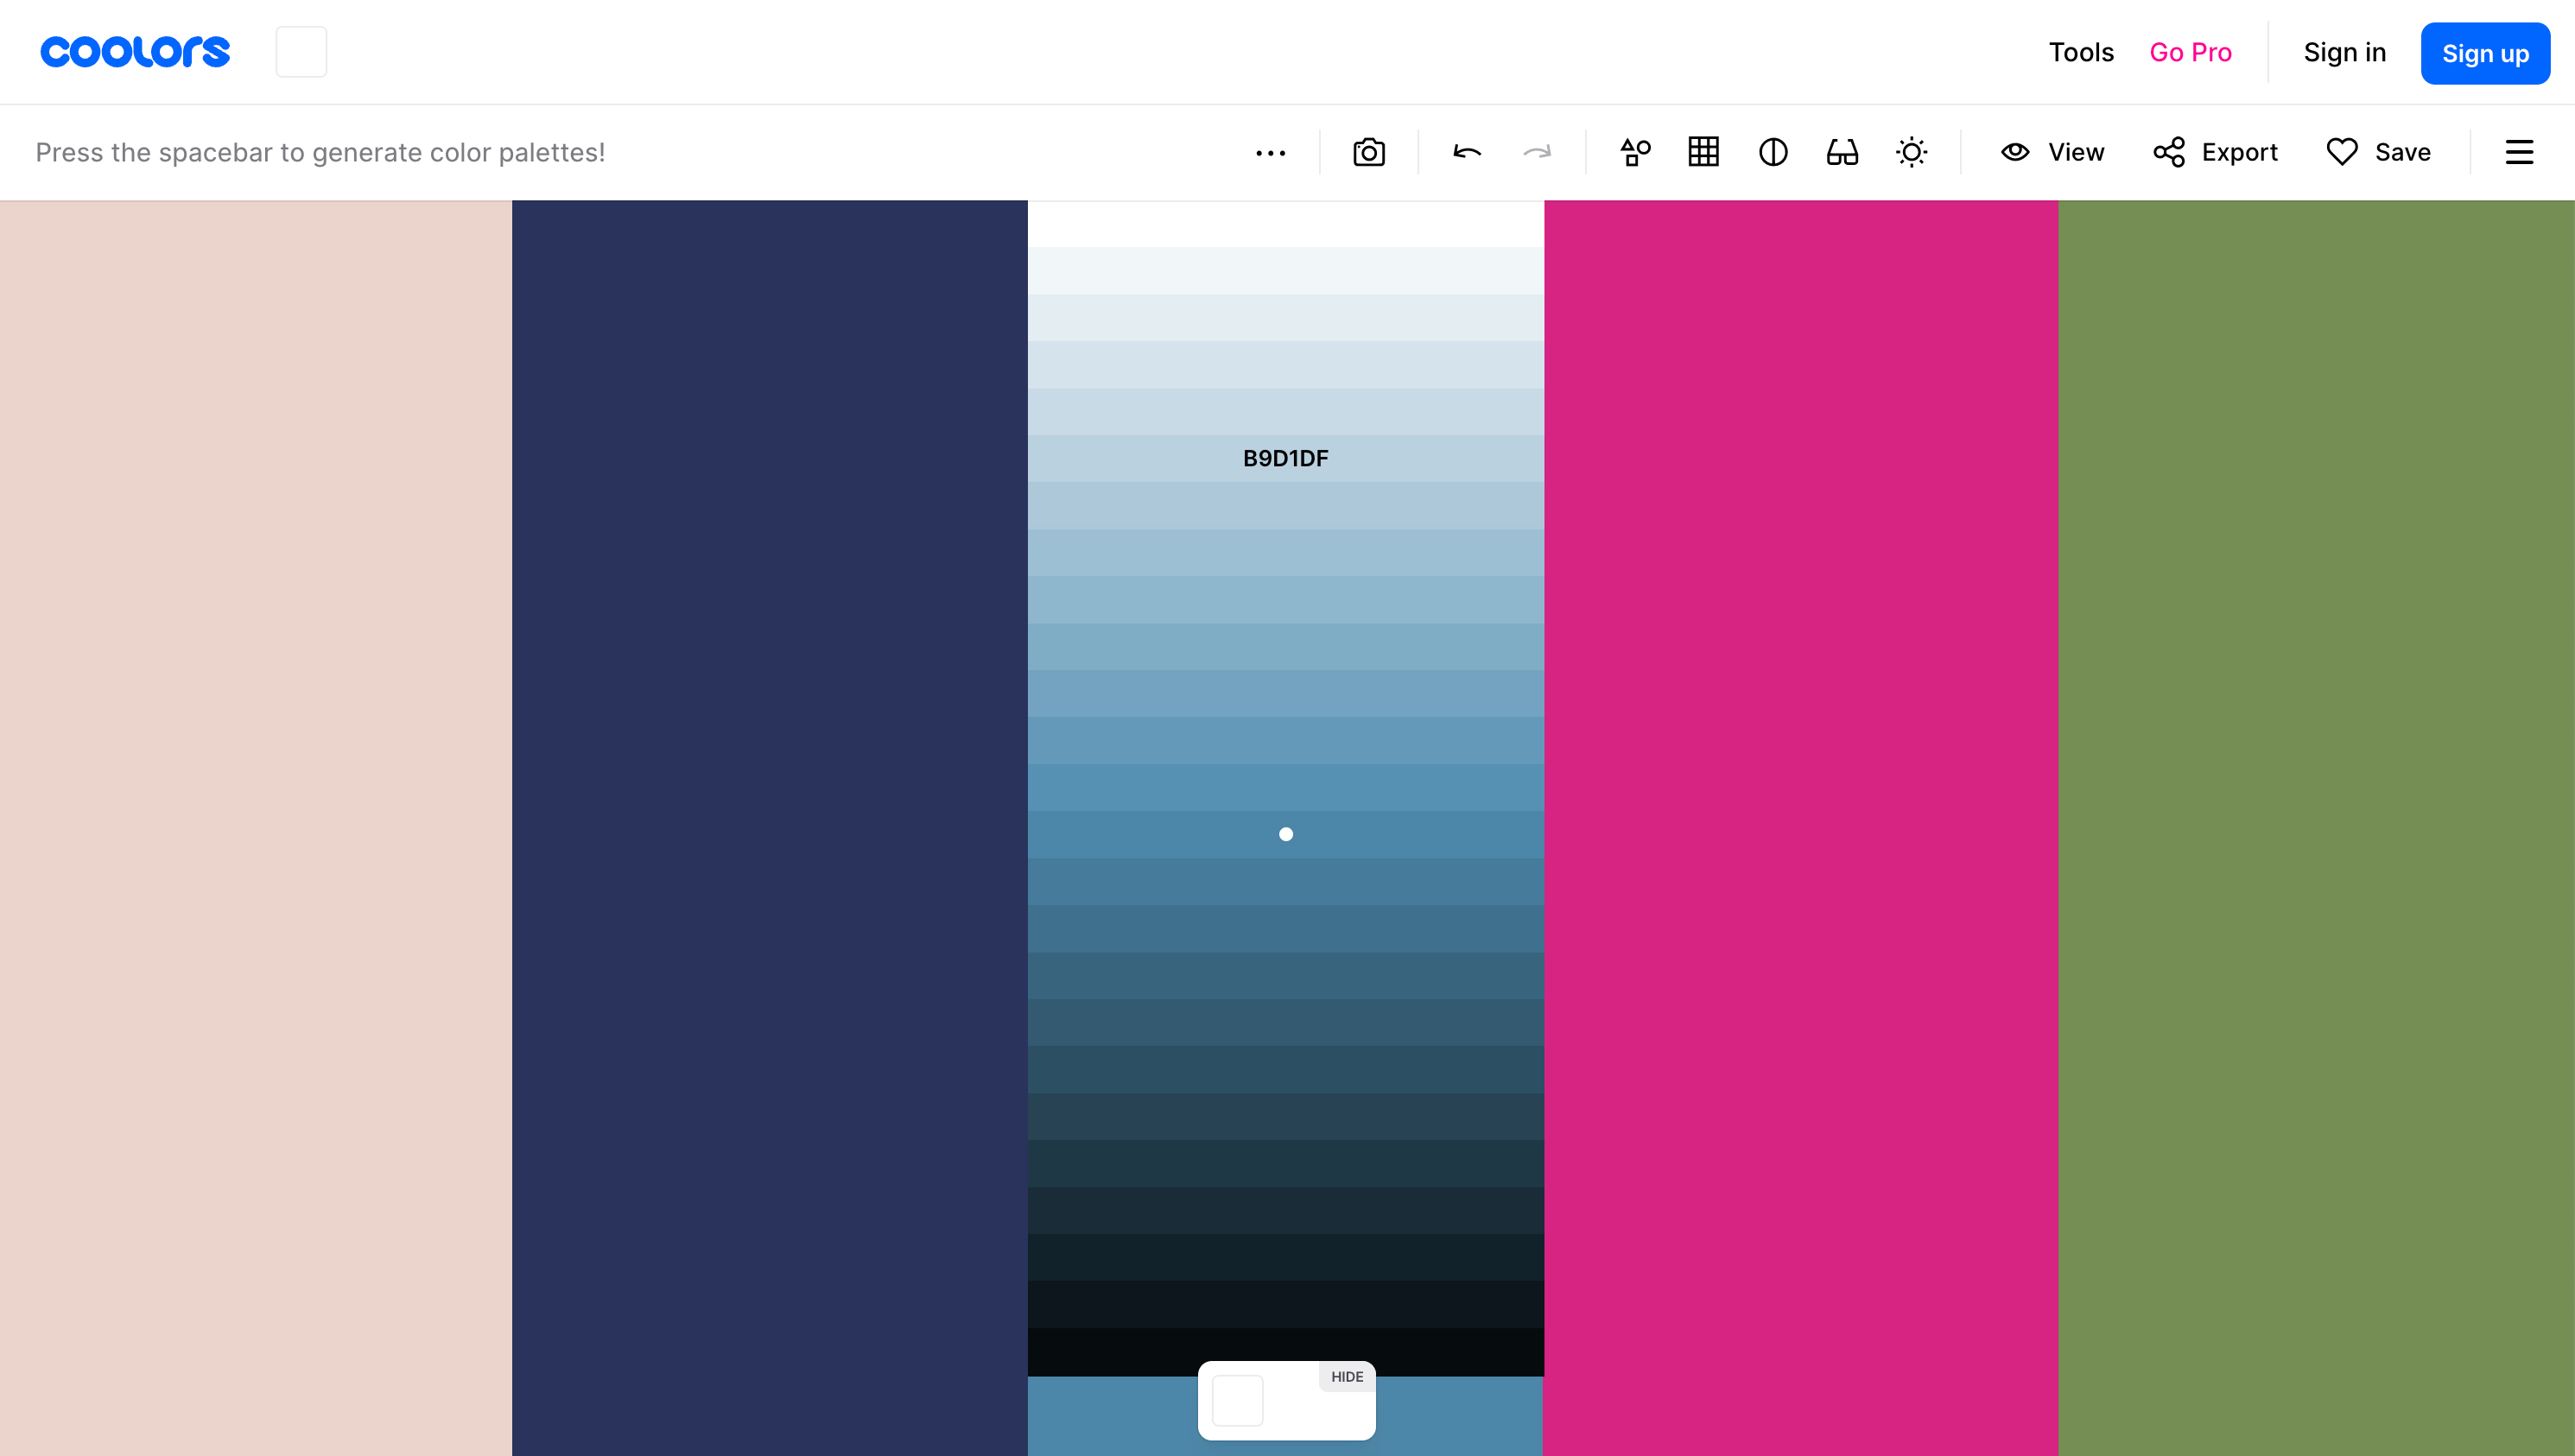 coolors
Tools
Go Pro
Sign in
Sign up
Press the spacebar to generate color palettes!
View
Export
Save
B9D1DF
HIDE